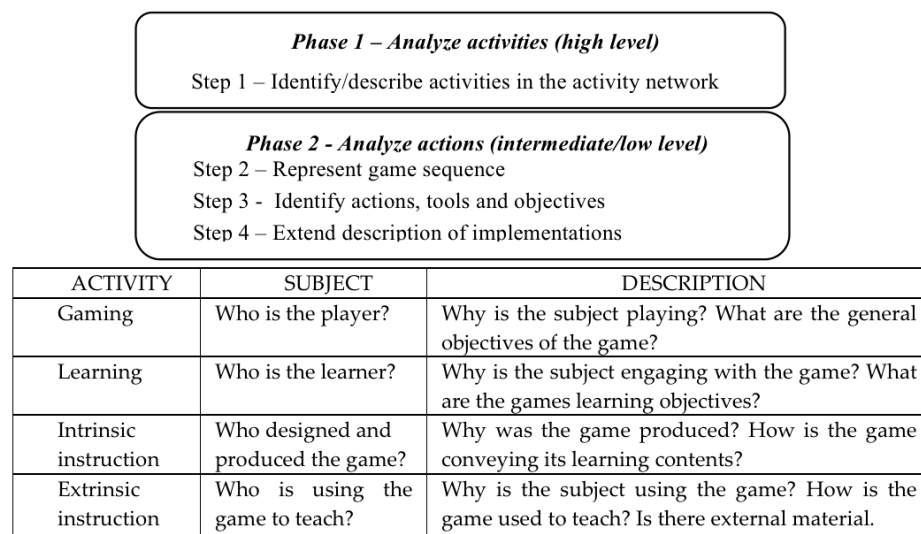 Phase 1 – Analyze activities (high level)
Step 1 – Identify/describe activities in the activity network
Phase 2 - Analyze actions (intermediate/low level)
Step 2 – Represent game sequence
Step 3 - Identify actions, tools and objectives
Step 4 – Extend description of implementations
ACTIVITY SUBJECT DESCRIPTION
Gaming Who is the player? Why is the subject playing? What are the general
objectives of the game?
Learning Who is the learner? Why is the subject engaging with the game? What
are the games learning objectives?
Intrinsic Who designed and Why was the game produced? How is the game
instruction produced the game? conveying its learning contents?
Extrinsic Who is using the Why is the subject using the game? How is the
instruction game to teach? game used to teach? Is there external material.